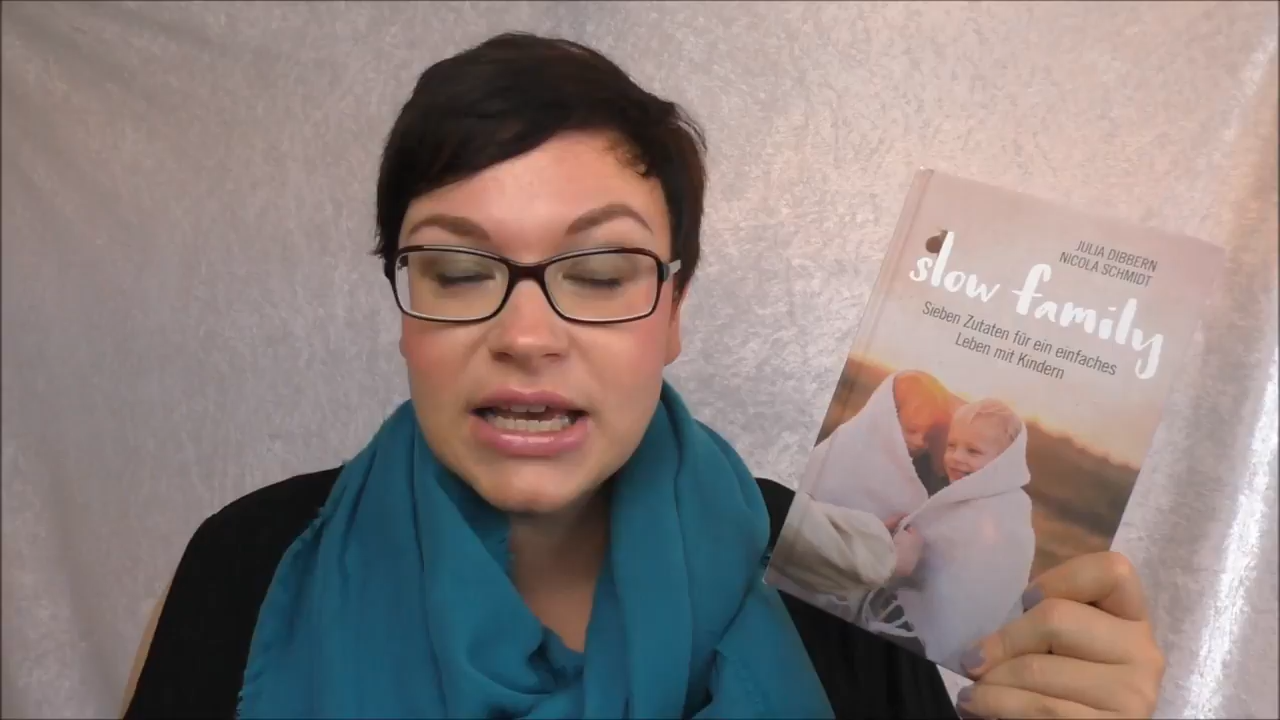 JULIA DIBBERN
NICOLA SCHMIDT
slow family
Sieben Zutaten für ein einfaches
Leben mit Kindern